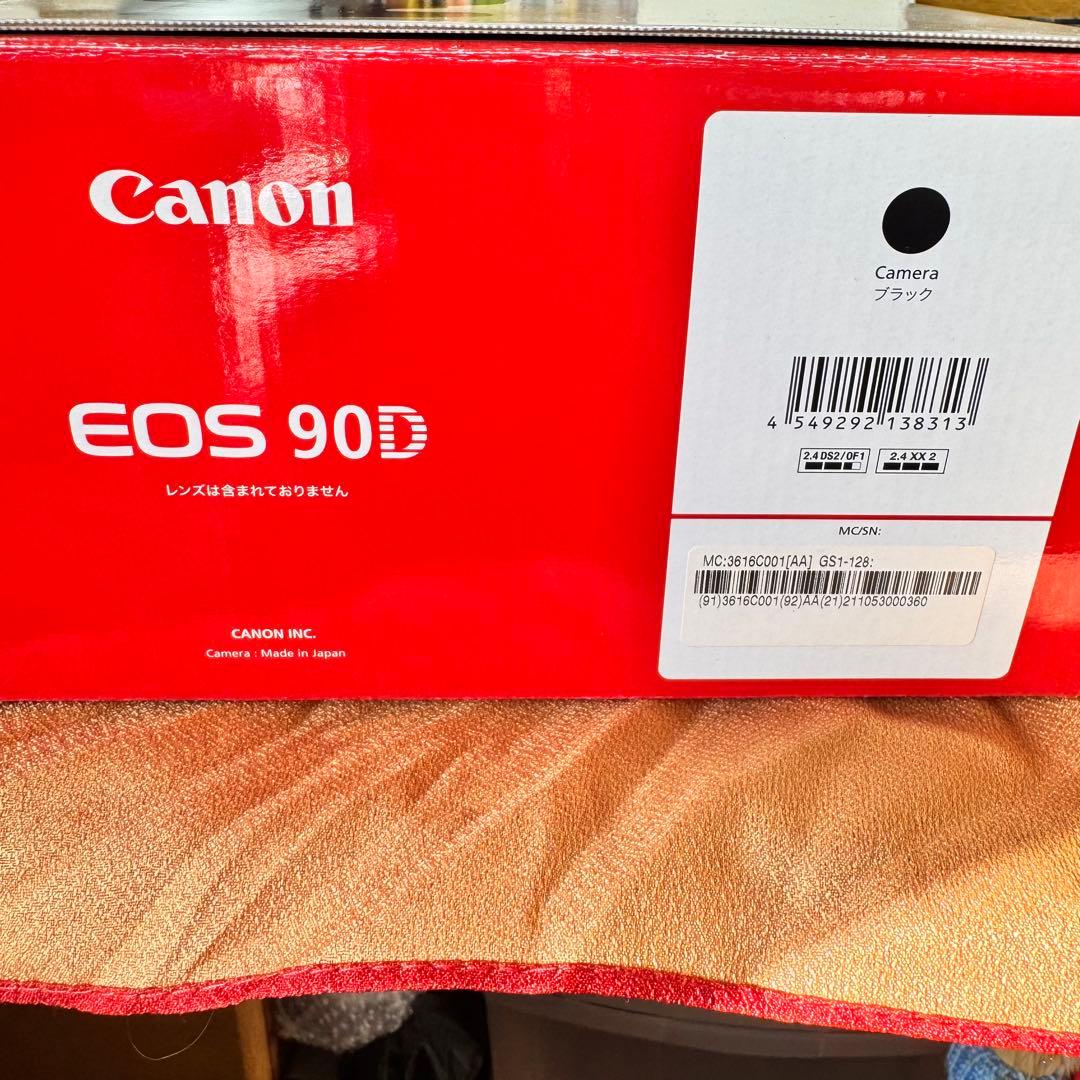 Canon
EOS 90D
レンズは含まれておりません
CANON INC.
Camera : Made in Japan
Camera
ブラック
4 549292 138313
2.4 DS2/0F1
2.4 XX 2
MC/SN:
MC:3616C001[AA] GS1-128:
(91)3616C001(92)AA(21)211053000360